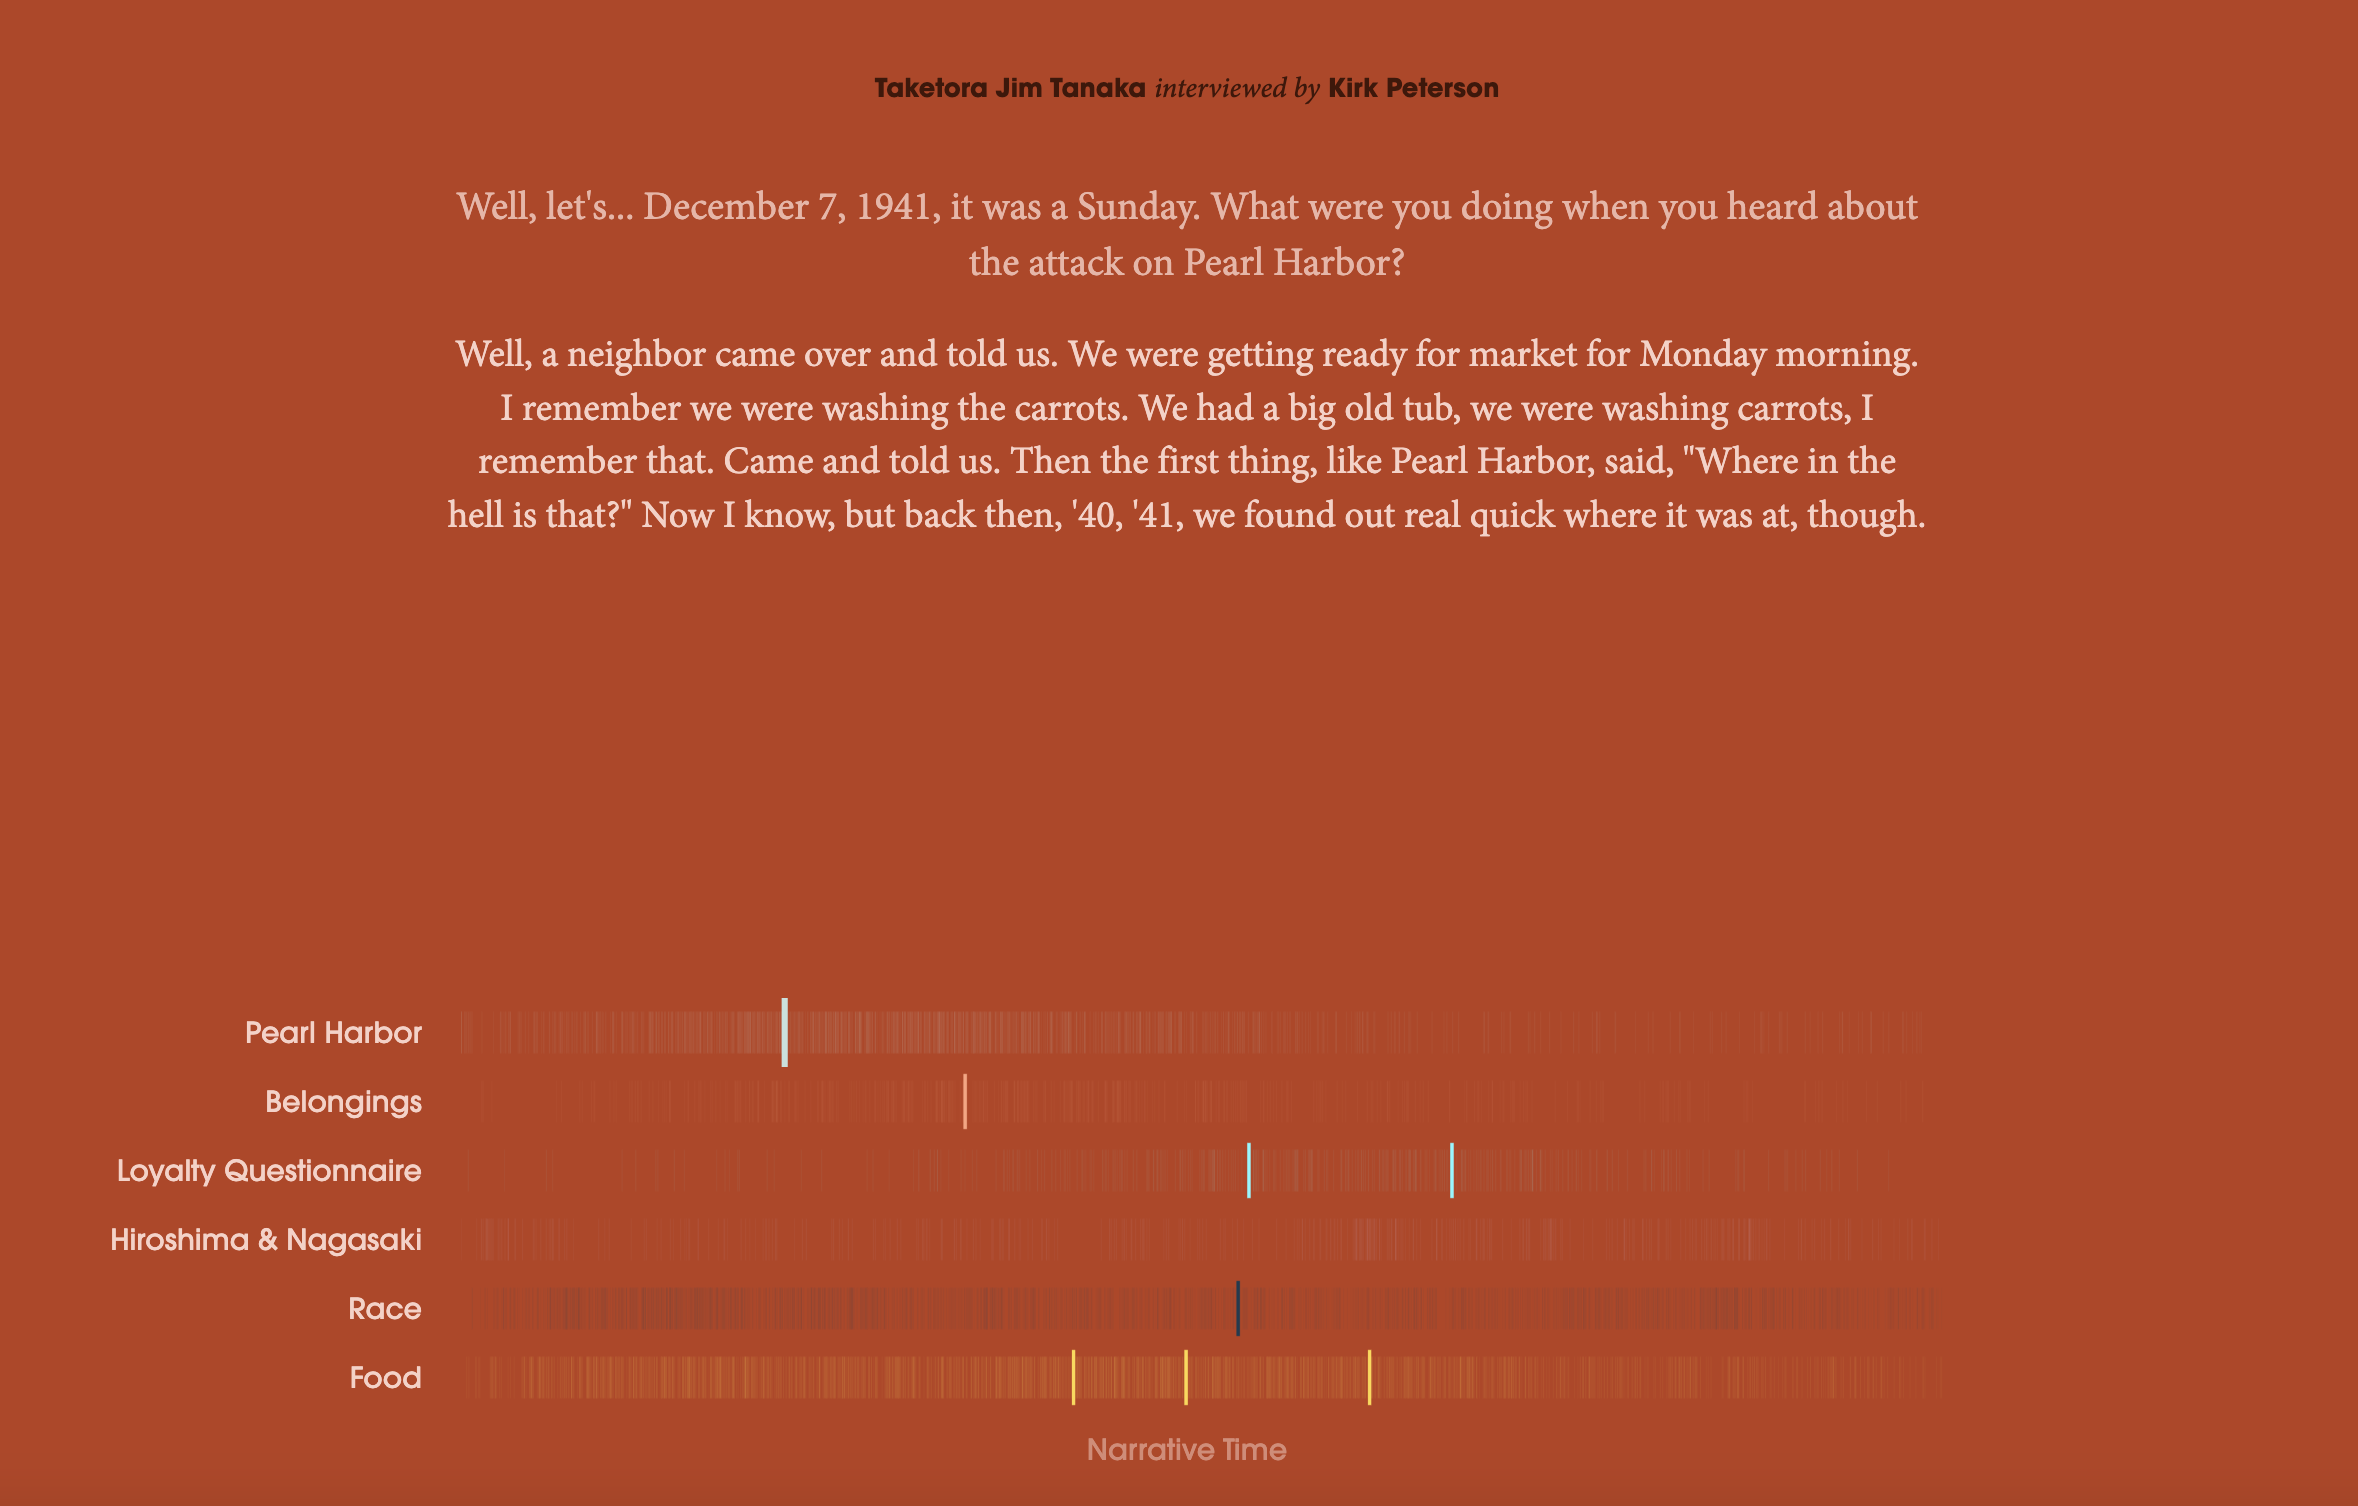 Taketora Jim Tanaka interviewed by Kirk Peterson
Well, let's... December 7, 1941, it was a Sunday. What were you doing when you heard about
the attack on Pearl Harbor?
Well, a neighbor came over and told us. We were getting ready for market for Monday morning.
I remember we were washing the carrots. We had a big old tub, we were washing carrots, I
remember that. Came and told us. Then the first thing, like Pearl Harbor, said, "Where in the
hell is that?" Now I know, but back then, '40, '41, we found out real quick where it was at, though.
Pearl Harbor
Belongings
Loyalty Questionnaire
Hiroshima & Nagasaki
Race
Food
Narrative Time